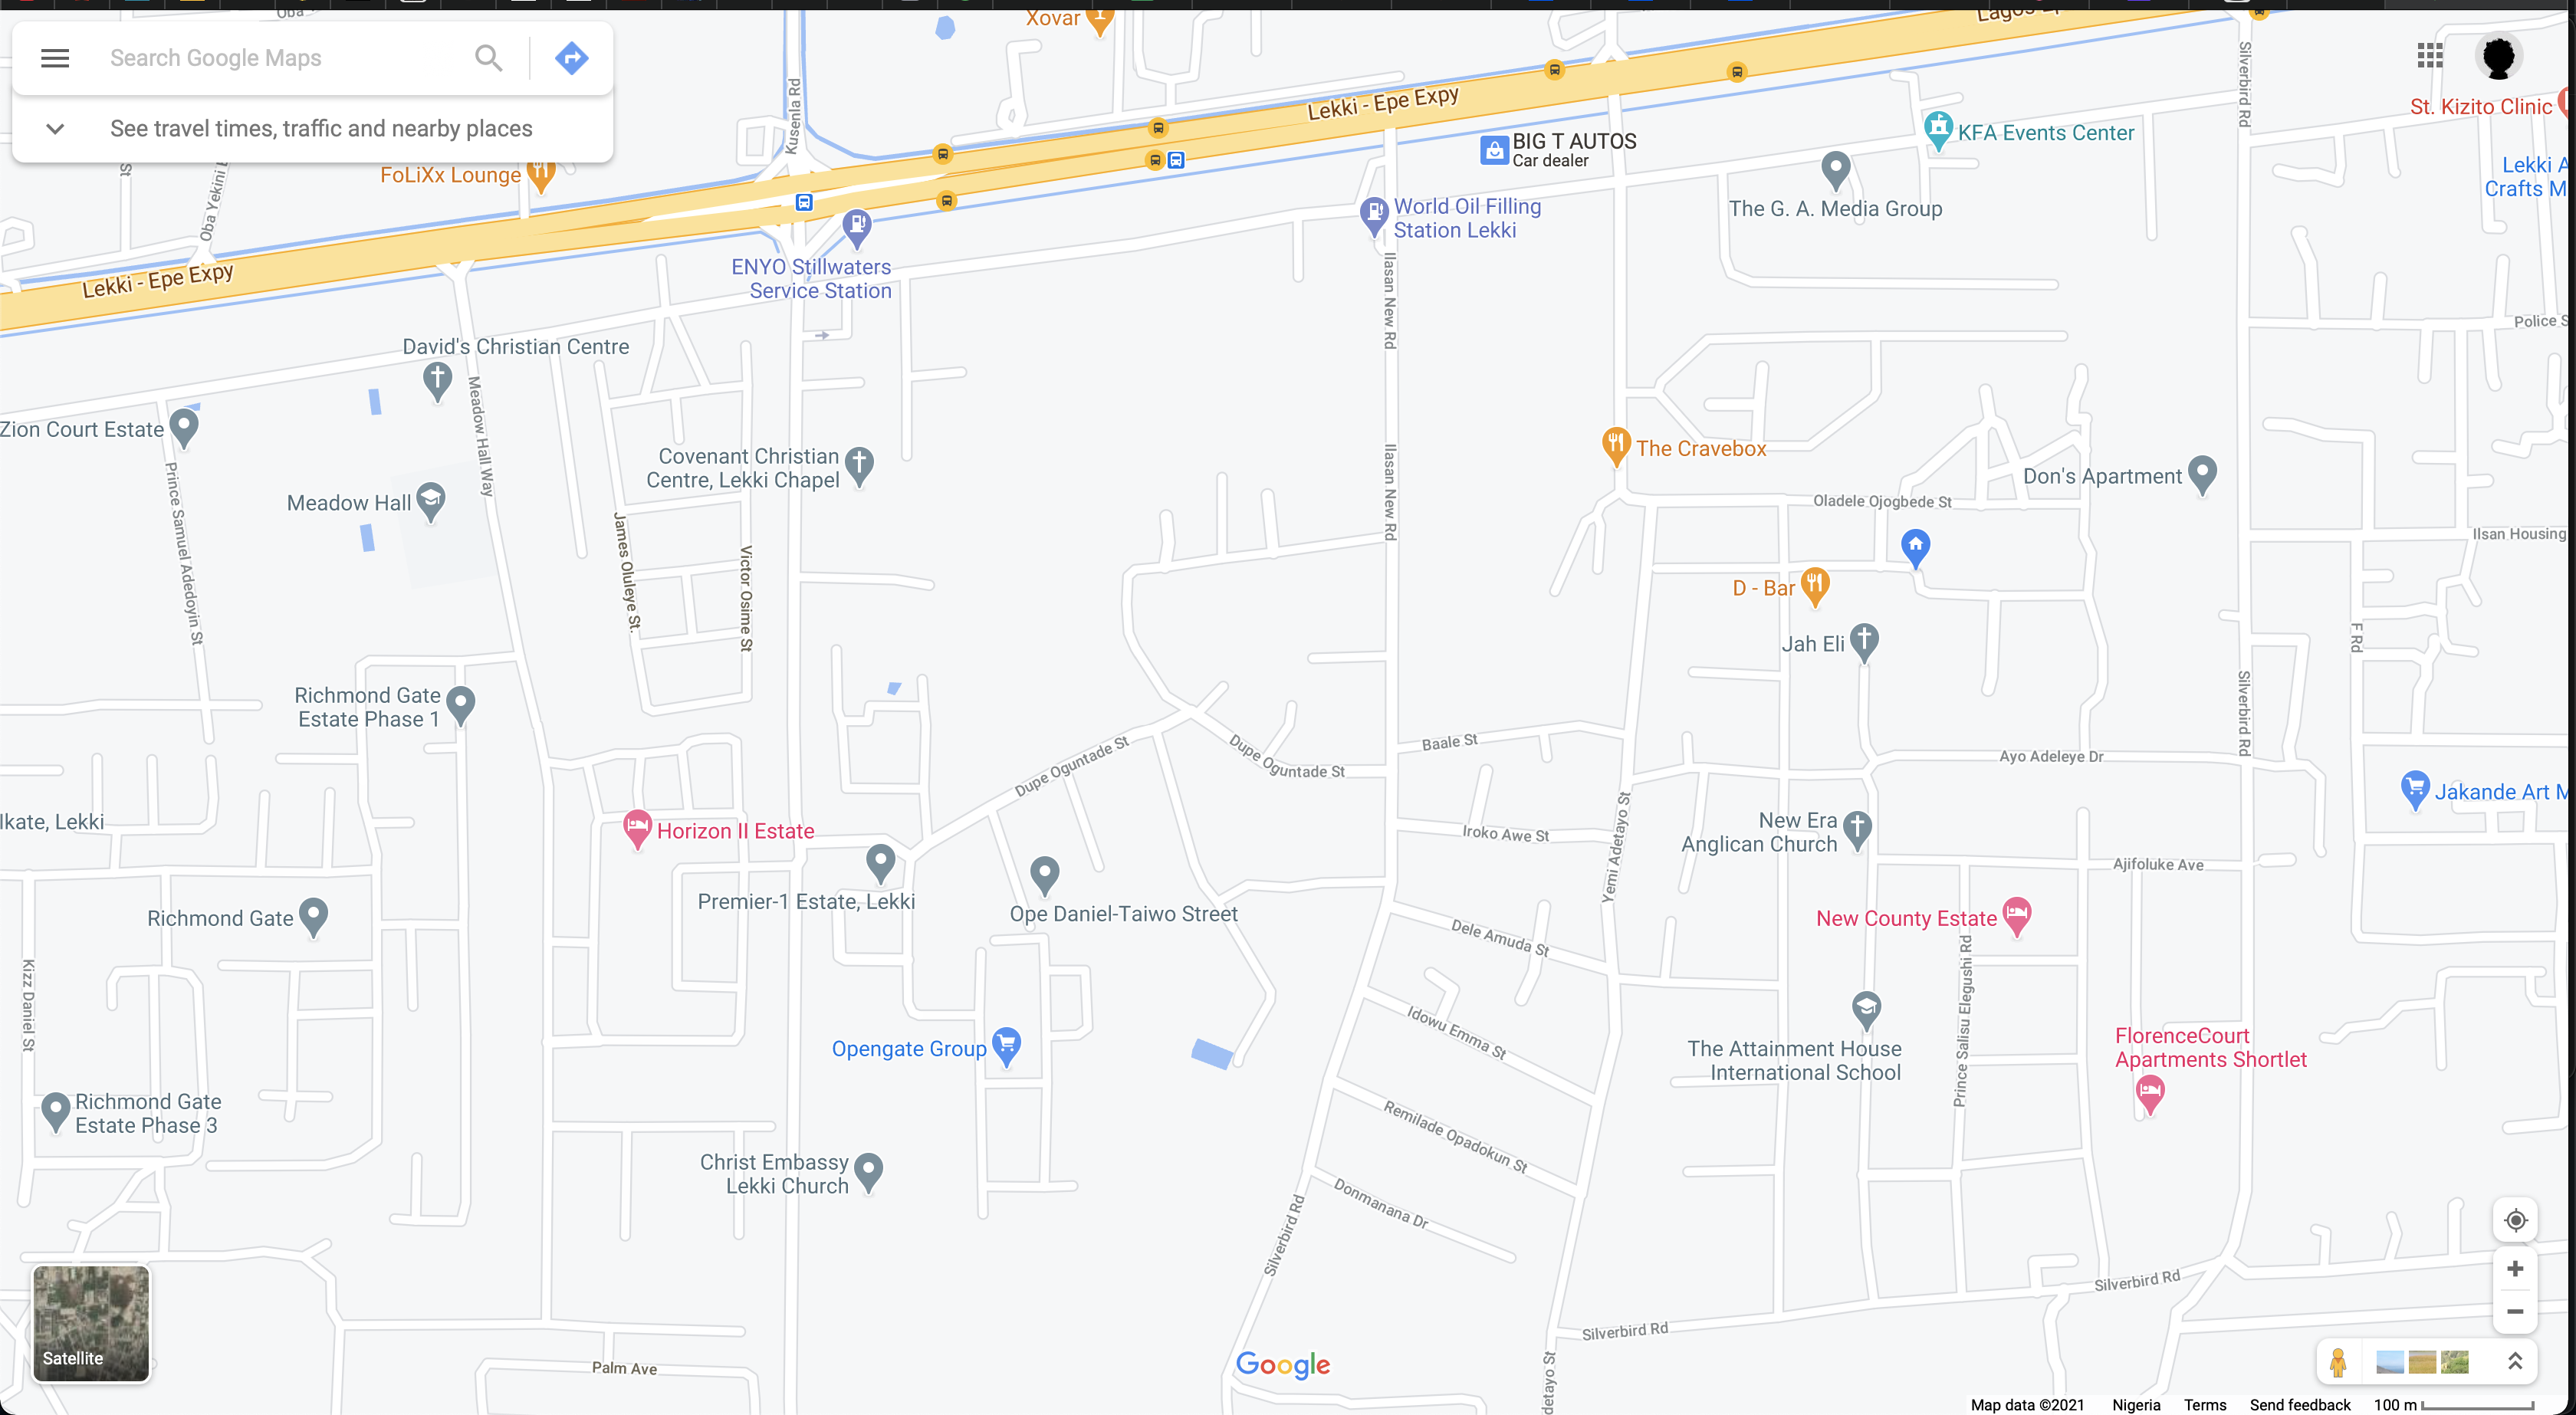 Oba
Search Google Maps
See travel times, traffic and nearby places
Xovar
Kusenla Rd
Lekki - Epe Expy
Silverbird Rd
St. Kizito Clinic
BIG T AUTOS
Car dealer
KFA Events Center
FoLiXx Lounge
Oba Yekini
St
The G. A. Media Group
Lekki A
Crafts M
World Oil Filling
Station Lekki
Lekki - Epe Expy
ENYO Stillwaters
Service Station
Ilasan New Rd
Police S
David's Christian Centre
Meadow Hall Way
Zion Court Estate
Covenant Christian
Centre, Lekki Chapel
The Cravebox
Don's Apartment
Meadow Hall
Prince Samuel Adedoyin St
James Oluleye St.
Victor Osime St
Ilasan New Rd
Oladele Ojogbede St
Ilsan Housing
D - Bar
Jah Eli
F Rd
Richmond Gate
Estate Phase 1
Silverbird Rd
Dupe Oguntade St
Dupe Oguntade St
Baale St
Ayo Adeleye Dr
Jakande Art M
lkate, Lekki
Horizon II Estate
Iroko Awe St
Yemi Adetayo St
New Era
Anglican Church
Ajifoluke Ave
Premier-1 Estate, Lekki
Ope Daniel-Taiwo Street
Richmond Gate
New County Estate
Dele Amuda St
Kizz Daniel St
Prince Salisu Elegushi Rd
Opengate Group
Idowu Emma St
The Attainment House
International School
FlorenceCourt
Apartments Shortlet
Richmond Gate
Estate Phase 3
Remilade Opadokun St
Christ Embassy
Lekki Church
Donmanana Dr
Silverbird Rd
Silverbird Rd
Silverbird Rd
Satellite
Palm Ave
Google
detayo St
Map data ©2021 Nigeria Terms Send feedback 100 m